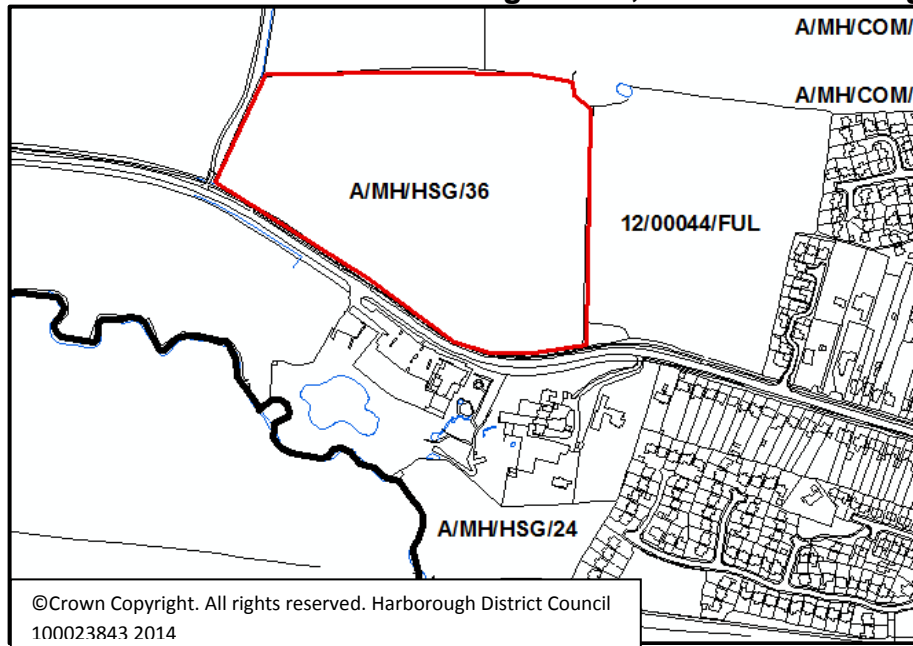 A/MH/COM/
A/MH/COM/
A/MH/HSG/36
12/00044/FUL
A/MH/HSG/24
©Crown Copyright. All rights reserved. Harborough District Council
100023843 2014